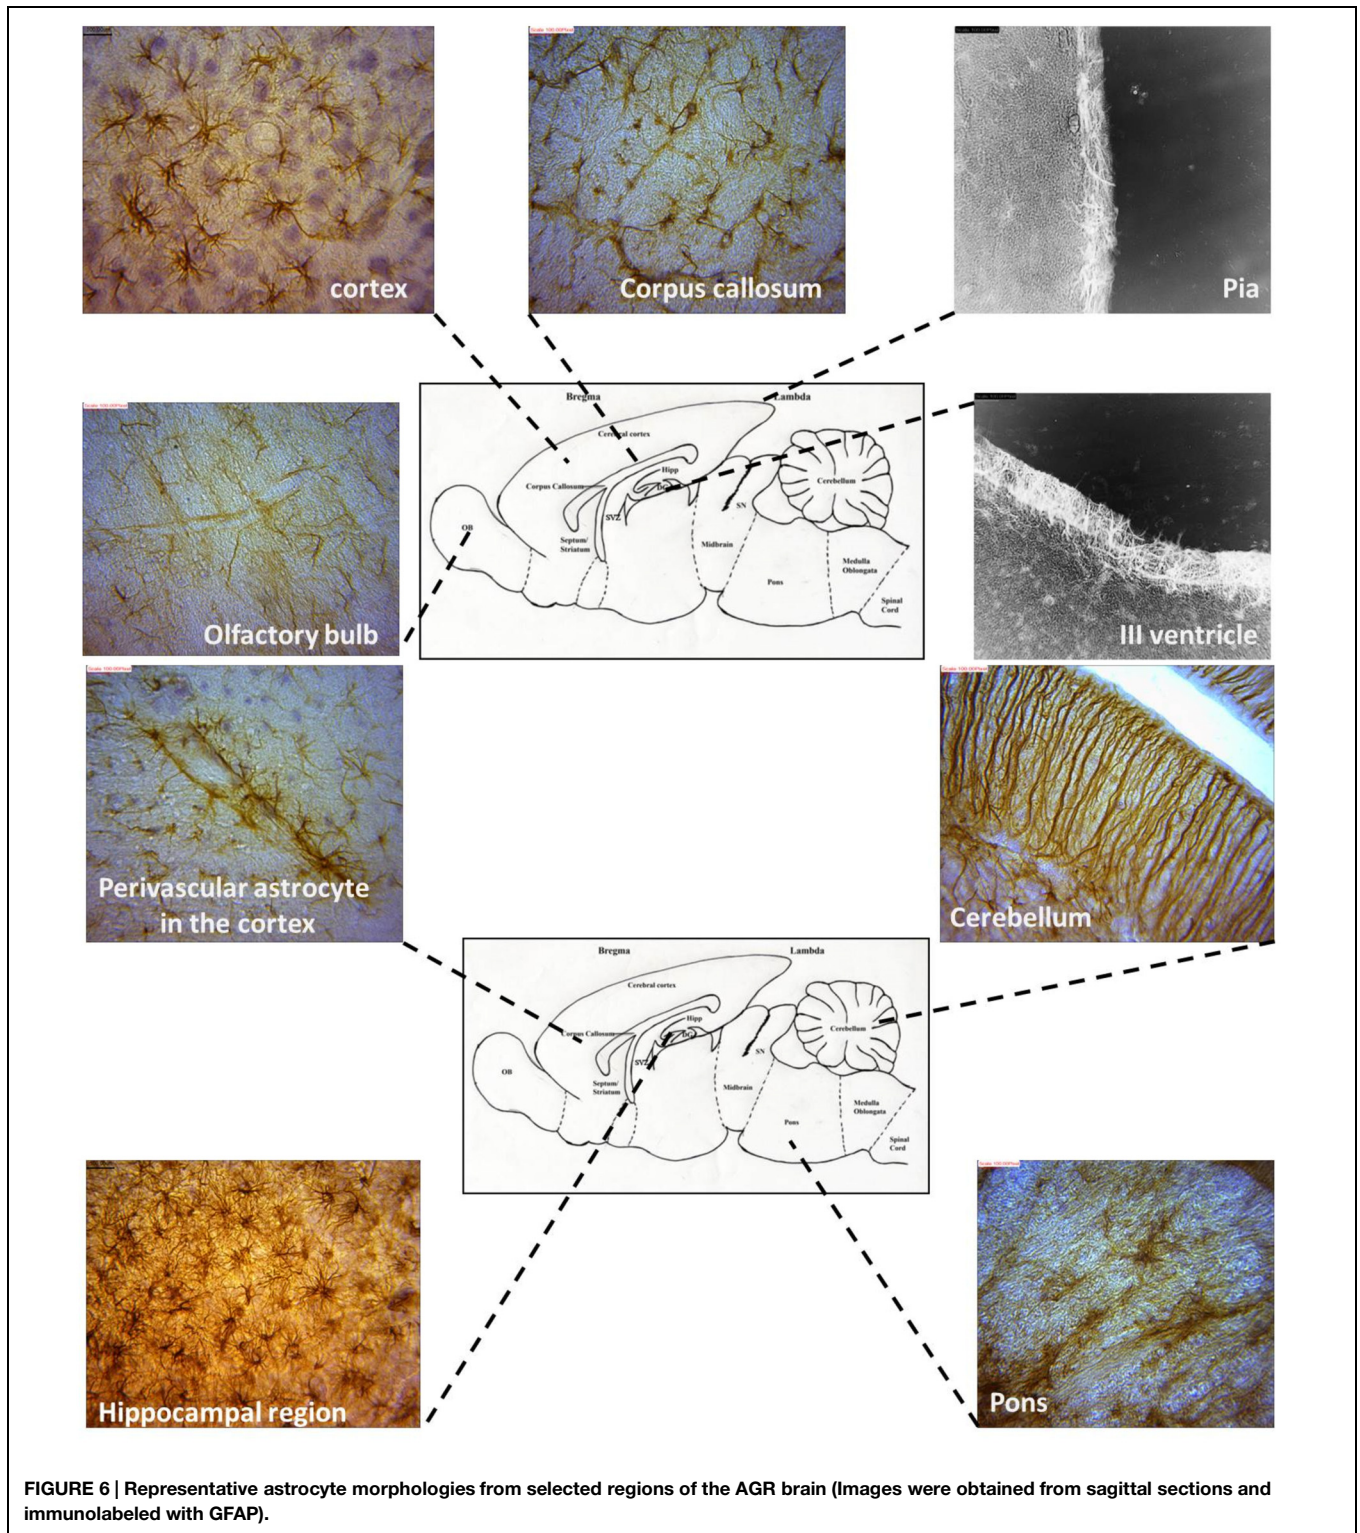 cortex
Corpus callosum
Pia
Bregma
Lambda
Cerebral cortex
Hipp
Corpus Callosum
DG
Cerebellum
SVZ
SN
OB
Septum/
Striatum
Midbrain
Medulla
Oblongata
Pons
Spinal
Cord
Olfactory bulb
III ventricle
Perivascular astrocyte
in the cortex
Cerebellum
Bregma
Lambda
Cerebral cortex
Hipp
Corpus Callosum
DG
Cerebellum
SVZ
SN
OB
Septum/
Striatum
Midbrain
Medulla
Oblongata
Pons
Spinal
Cord
Hippocampal region
Pons
FIGURE 6 | Representative astrocyte morphologies from selected regions of the AGR brain (Images were obtained from sagittal sections and
immunolabeled with GFAP).